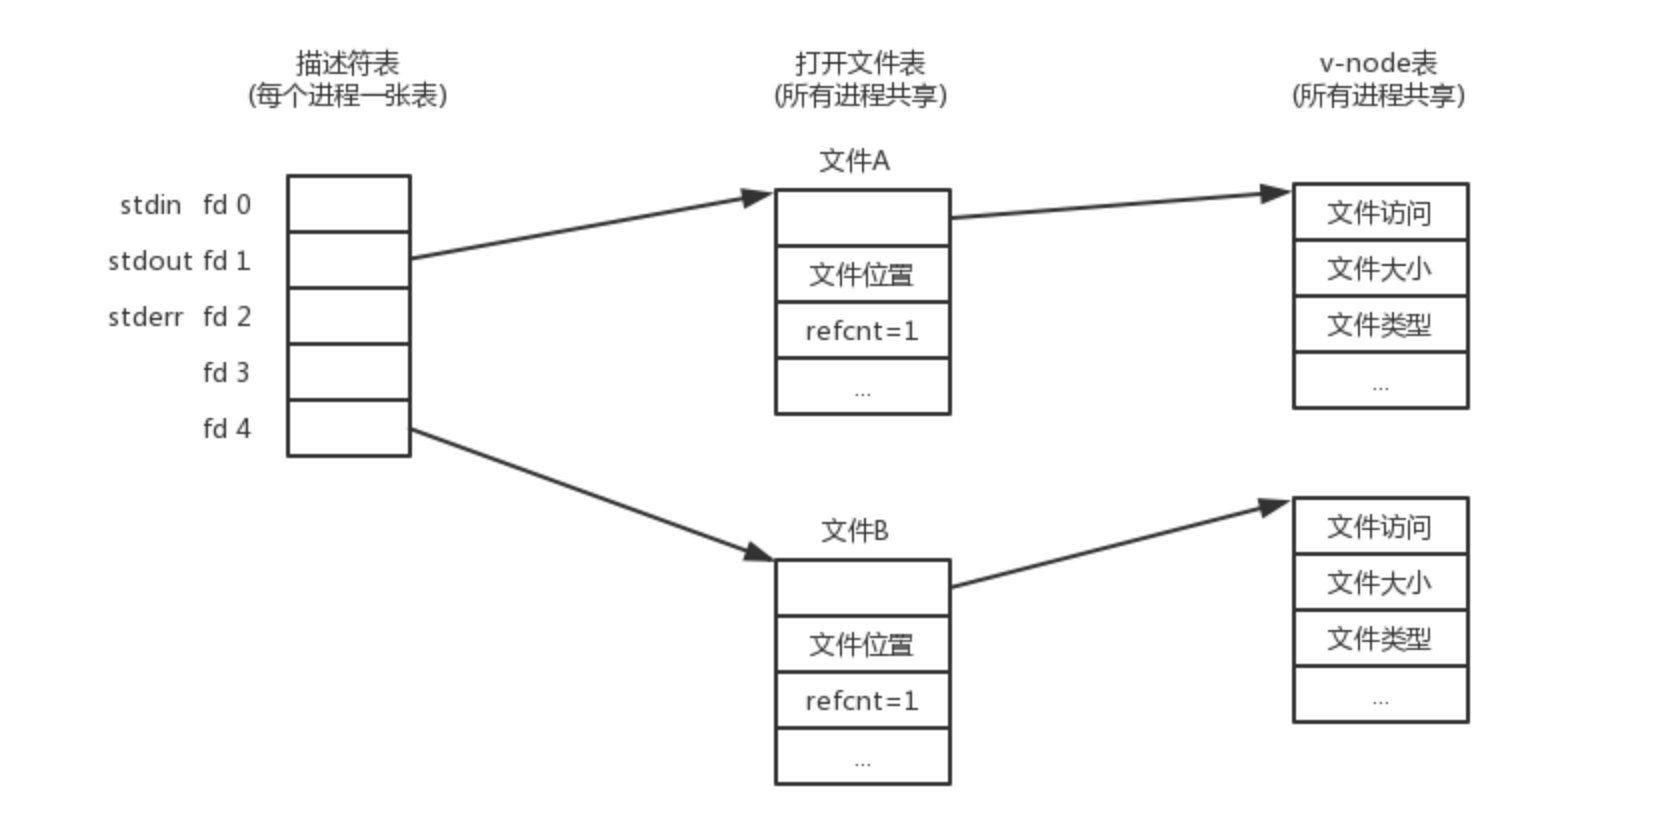 描述符表
(每个进程一张表)
打开文件表
(所有进程共享)
v-node表
(所有进程共享)
文件A
stdin fd 0
stdout fd 1
stderr fd 2
fd 3
fd 4
文件位置
refcnt=1
...
文件访问
文件大小
文件类型
...
文件B
文件位置
refcnt=1
...
文件访问
文件大小
文件类型
...